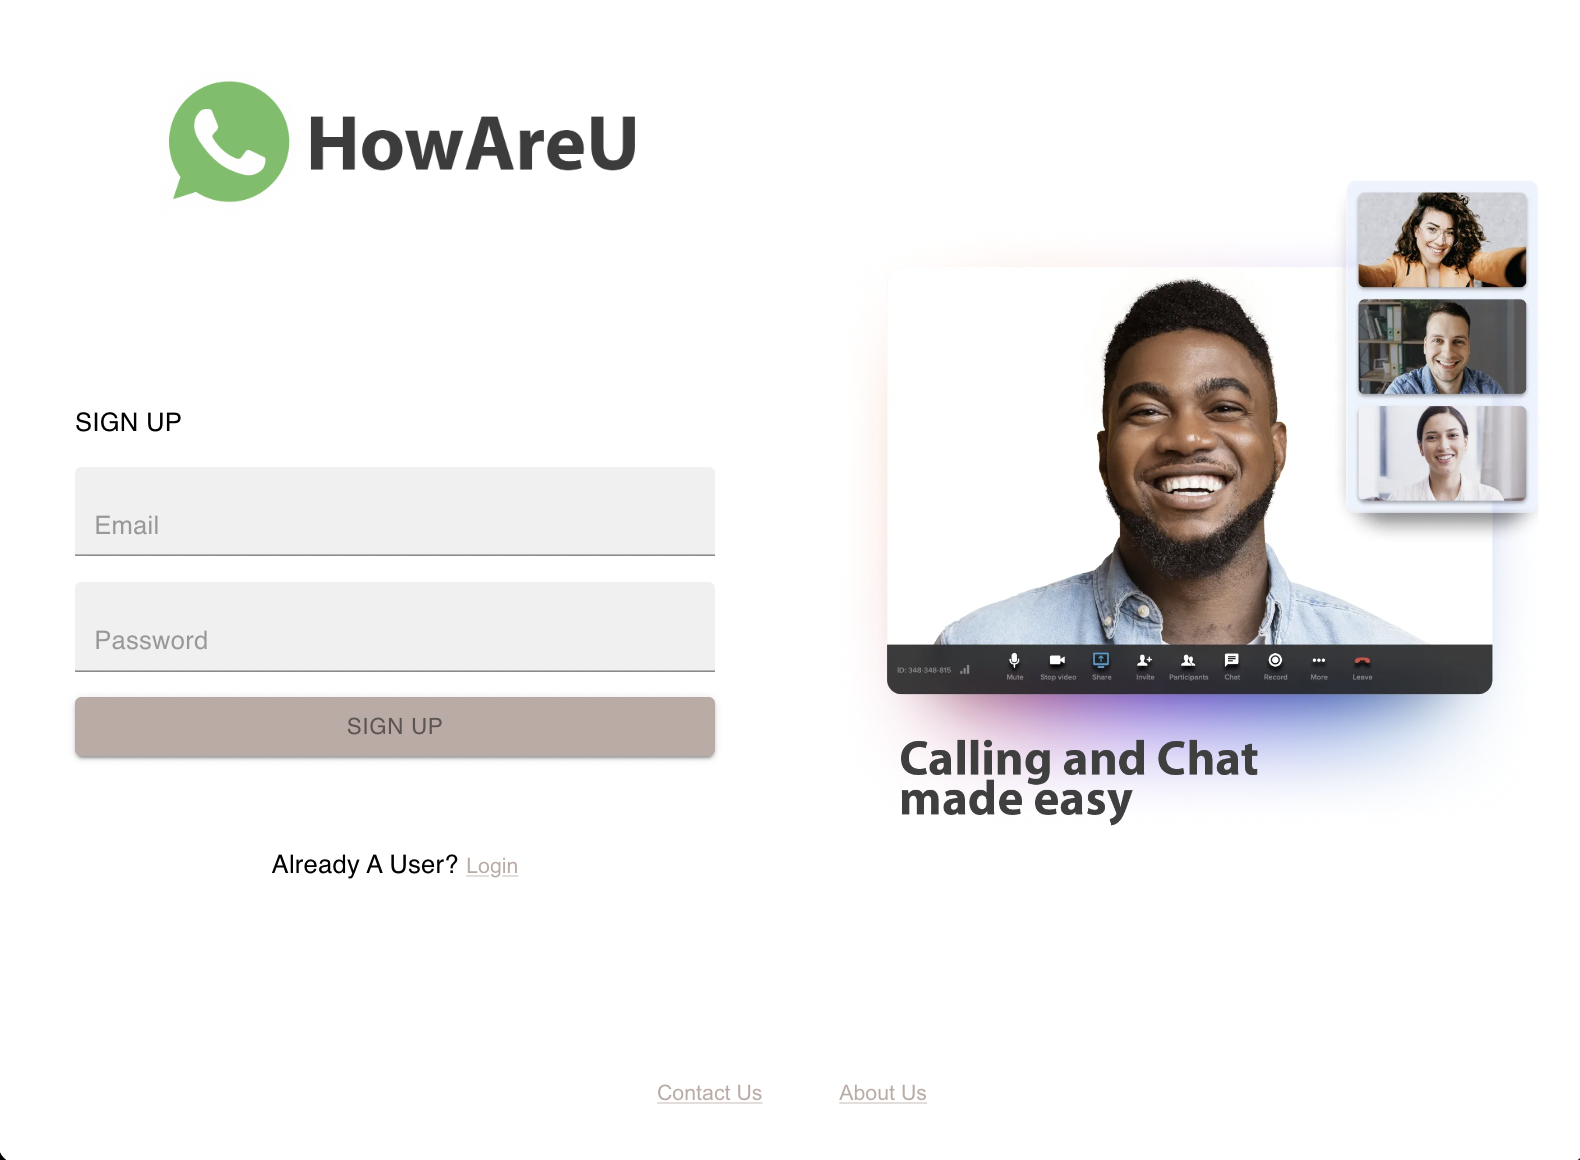 HowAreU
SIGN UP
Email
Password
SIGN UP
Already A User? Login
ID: 348-348-815
Mute
Stop video
Share
Invite
Participants
Chat
Record
More
Leave
Calling and Chat
made easy
Contact Us
About Us